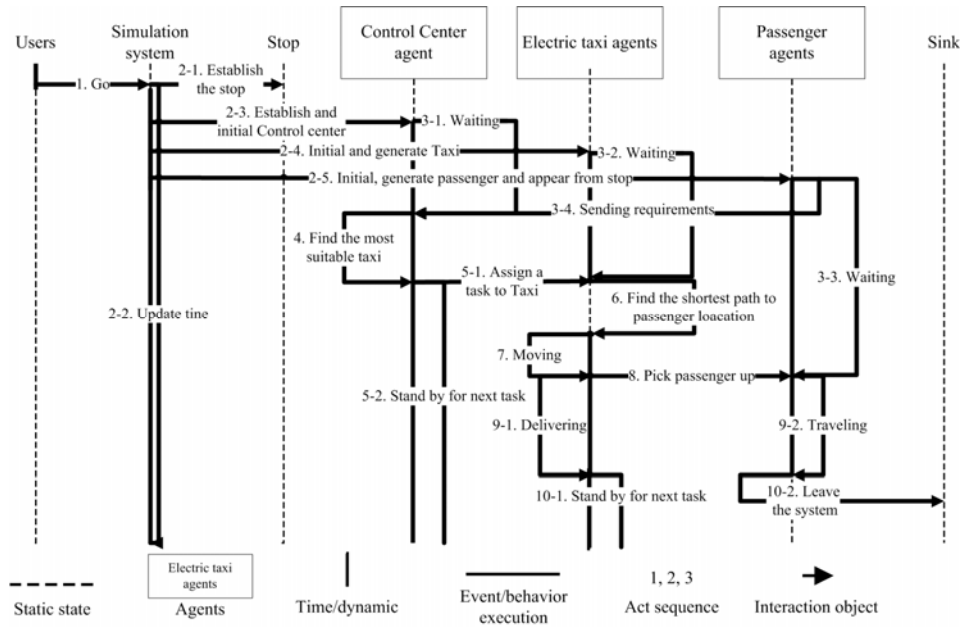 Users
Simulation
system
Stop
Control Center
agent
Electric taxi agents
Passenger
agents
Sink
1. Go
2-1. Establish
the stop
2-3. Establish and
initial Control center
3-1. Waiting
2-4. Initial and generate Taxi
3-2. Waiting
2-5. Initial, generate passenger and appear from stop
3-4. Sending requirements
4. Find the most
suitable taxi
5-1. Assign a
task to Taxi
3-3. Waiting
6. Find the shortest path to
passenger loacation
2-2. Update tine
7. Moving
8. Pick passenger up
5-2. Stand by for next task
9-1. Delivering
9-2. Traveling
10-1. Stand by for next task
10-2. Leave
the system
Electric taxi
agents
1, 2, 3
Static state
Agents
Time/dynamic
Event/behavior
execution
Act sequence
Interaction object